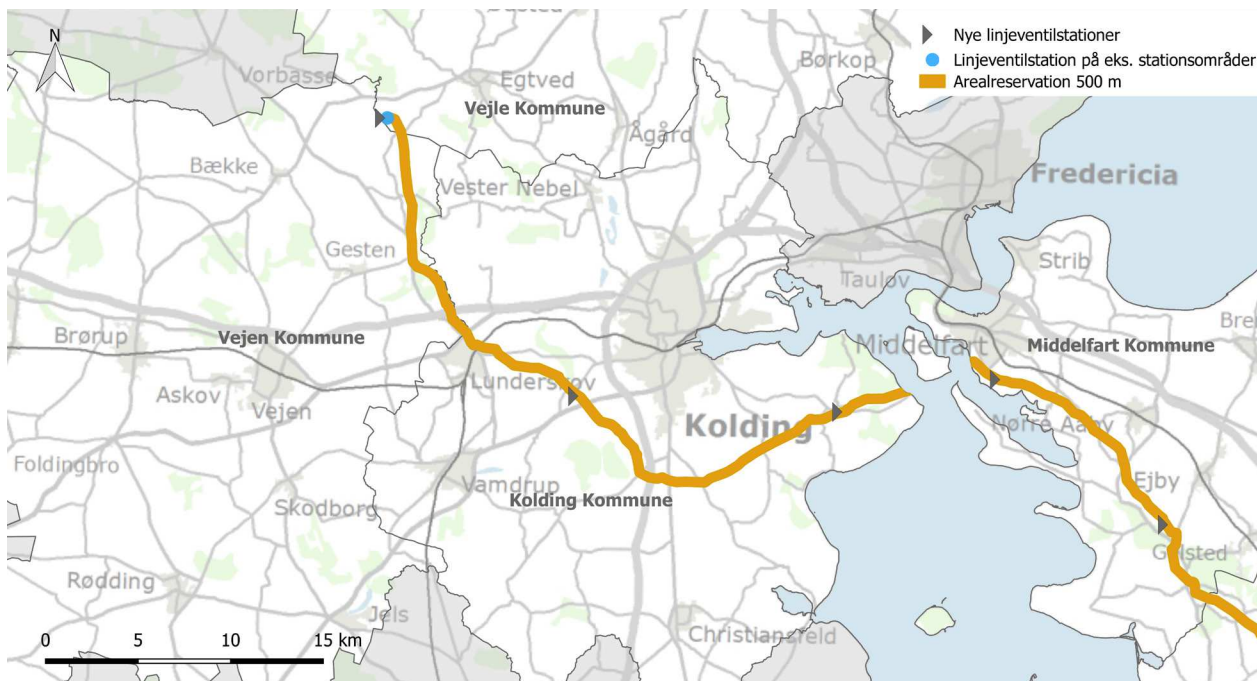 Nye linjeventilstationer
Linjeventilstation på eks. stationsområder
Arealreservation 500 m
N
Vorbasse
Egtved
Børkop
Vejle Kommune
Ågård
Bække
Vester Nebel
Fredericia
Gesten
Strib
Taulov
Brørup
Vejen Kommune
Middelfart
Middelfart Kommune
Askov
Vejen
Lunderskov
Kolding
Nørre Aaby
Foldingbro
Vamdrup
Ejby
Skodborg
Kolding Kommune
Gelsted
Rødding
Jels
Christiansfeld
0 5 10 15 km